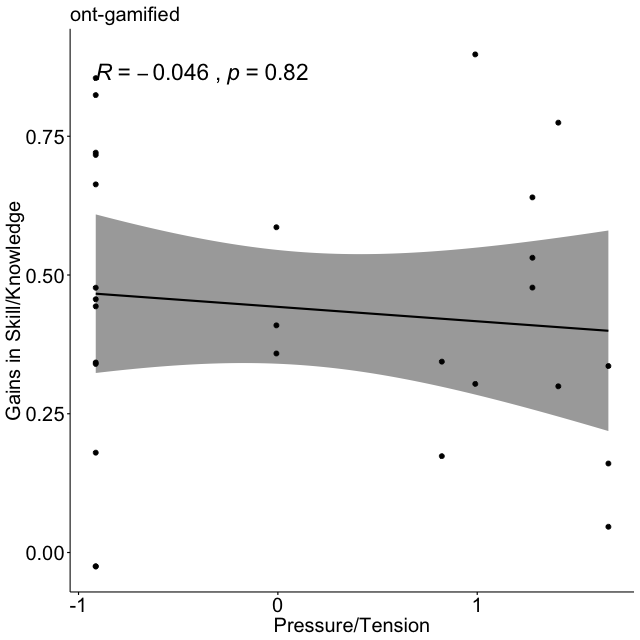 ont-gamified
R = −0.046 , p = 0.82
0.75
0.50
0.25
0.00
-1
0
1
Pressure/Tension
Gains in Skill/Knowledge